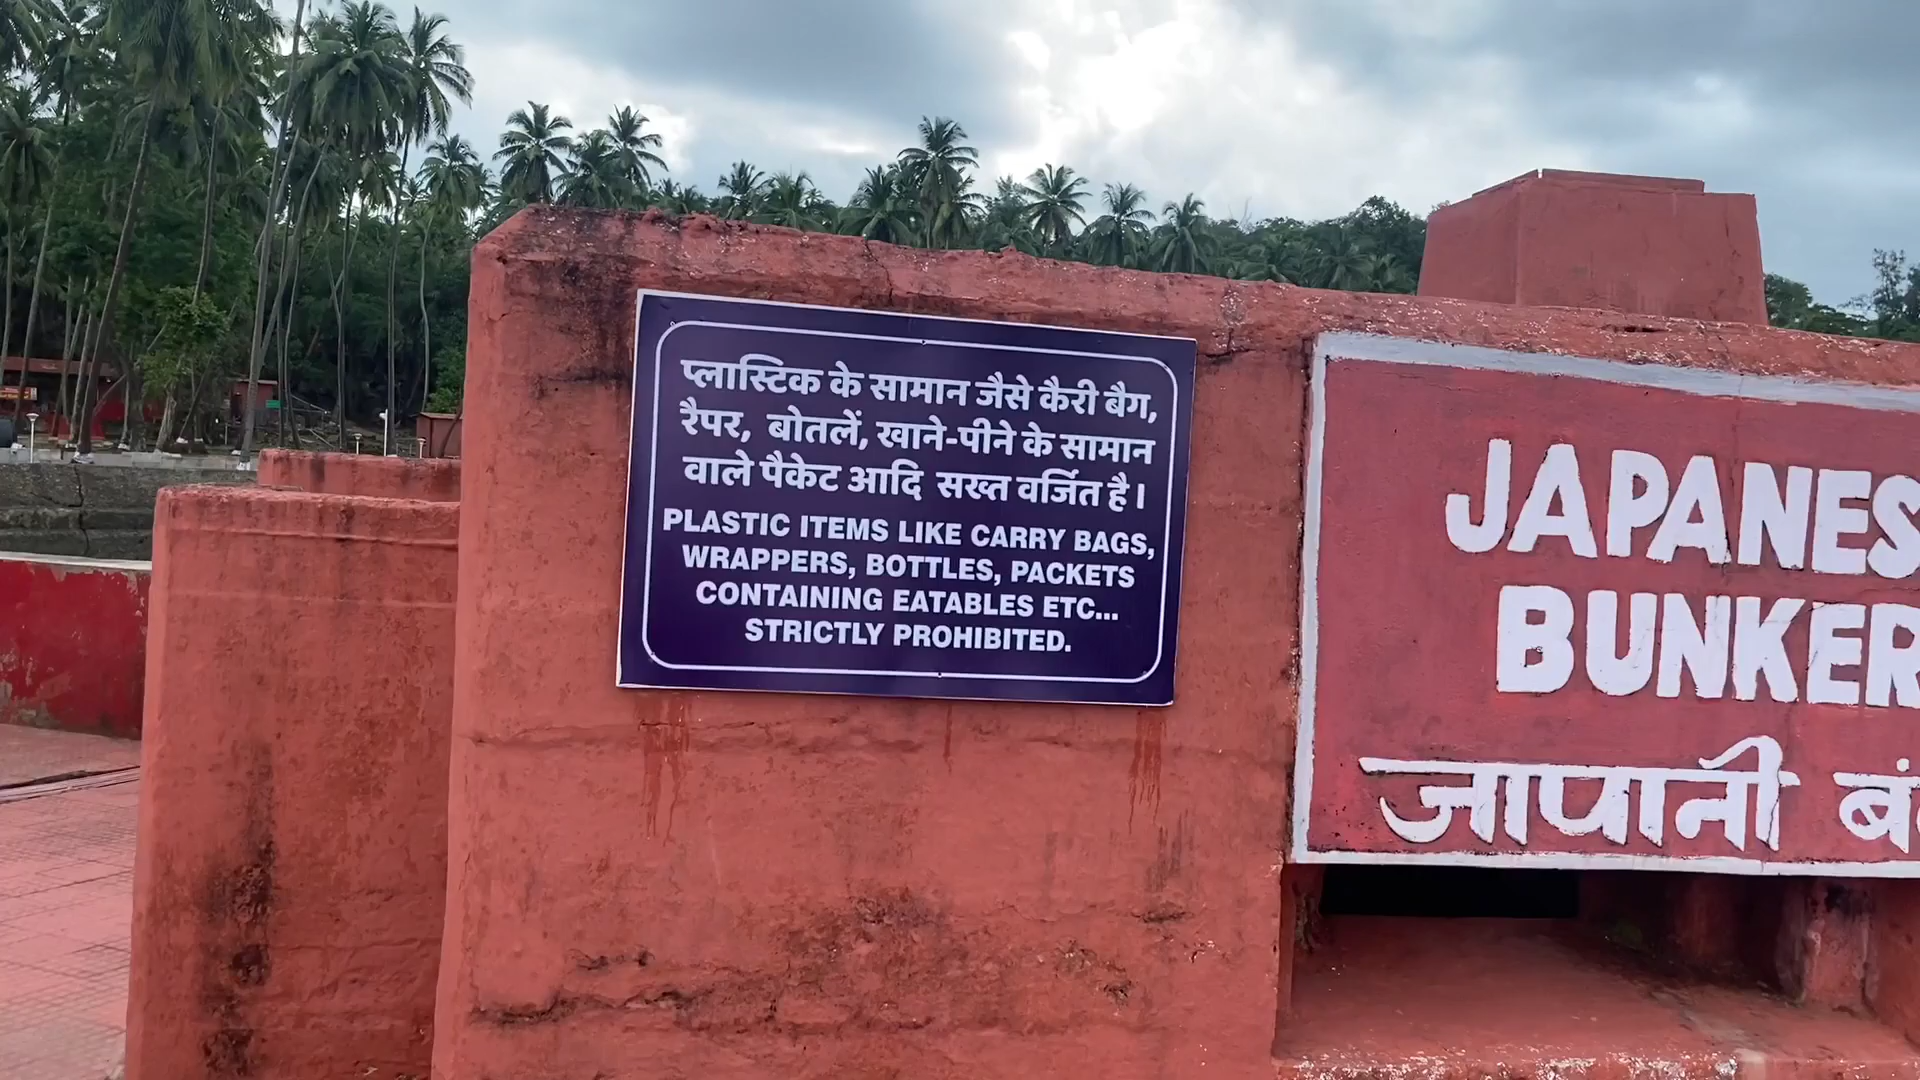 प्लास्टिक के सामान जैसे कैरी बैग,
रैपर, बोतलें, खाने-पीने के सामान
वाले पैकेट आदि सख्त वर्जित है।
PLASTIC ITEMS LIKE CARRY BAGS,
WRAPPERS, BOTTLES, PACKETS
CONTAINING EATABLES ETC...
STRICTLY PROHIBITED.
JAPANES
BUNKER
जापानी